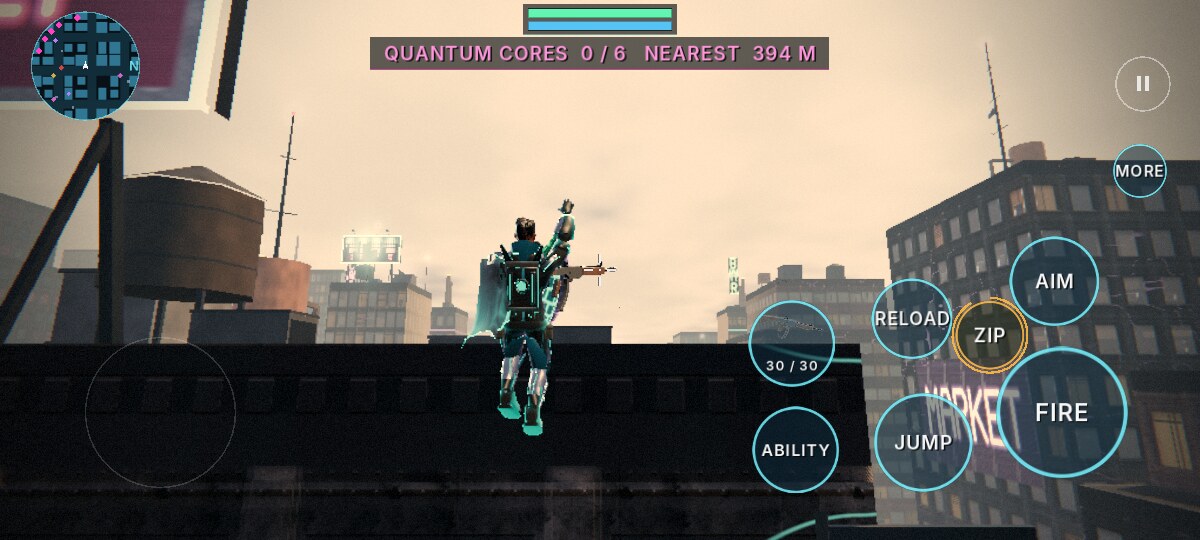 QUANTUM CORES 0 / 6 NEAREST 394 M
N
MORE
AIM
RELOAD
ZIP
30 / 30
MARKET
FIRE
JUMP
ABILITY